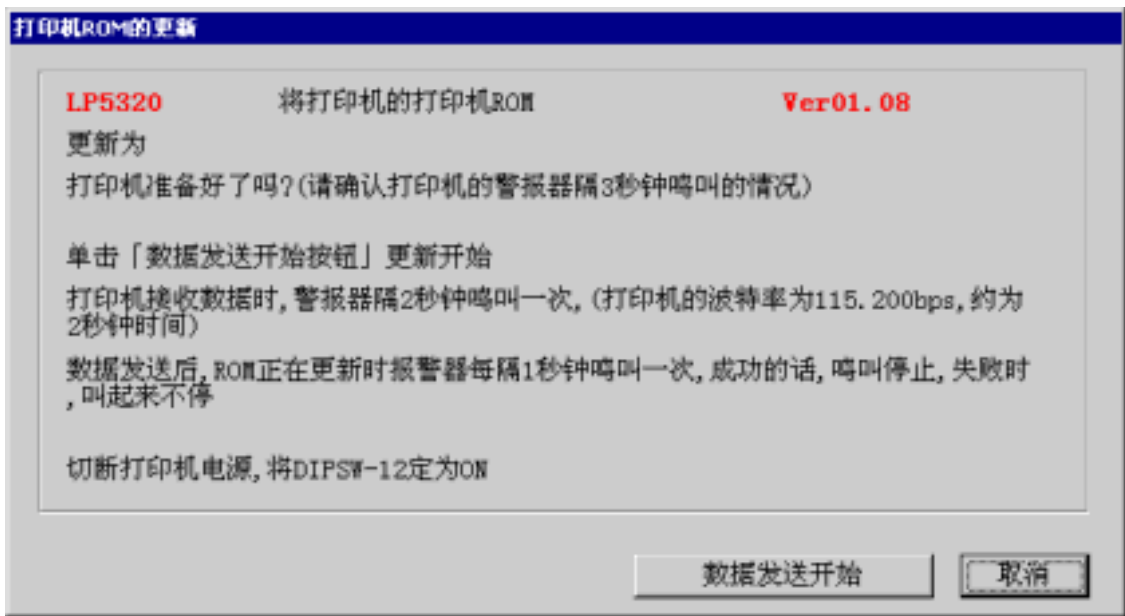 打印机ROM的更新
LP5320 将打印机的打印机ROM Ver01.08
更新为
打印机准备好了吗?(请确认打印机的警报器隔3秒钟鸣叫的情况)
单击「数据发送开始按钮」更新开始
打印机接收数据时,警报器隔2秒钟鸣叫一次,(打印机的波特率为115.200bps,约为
2秒钟时间)
数据发送后,ROM正在更新时报警器每隔1秒钟鸣叫一次,成功的话,鸣叫停止,失败时
,叫起来不停
切断打印机电源,将DIPSW-12定为ON
数据发送开始 取消